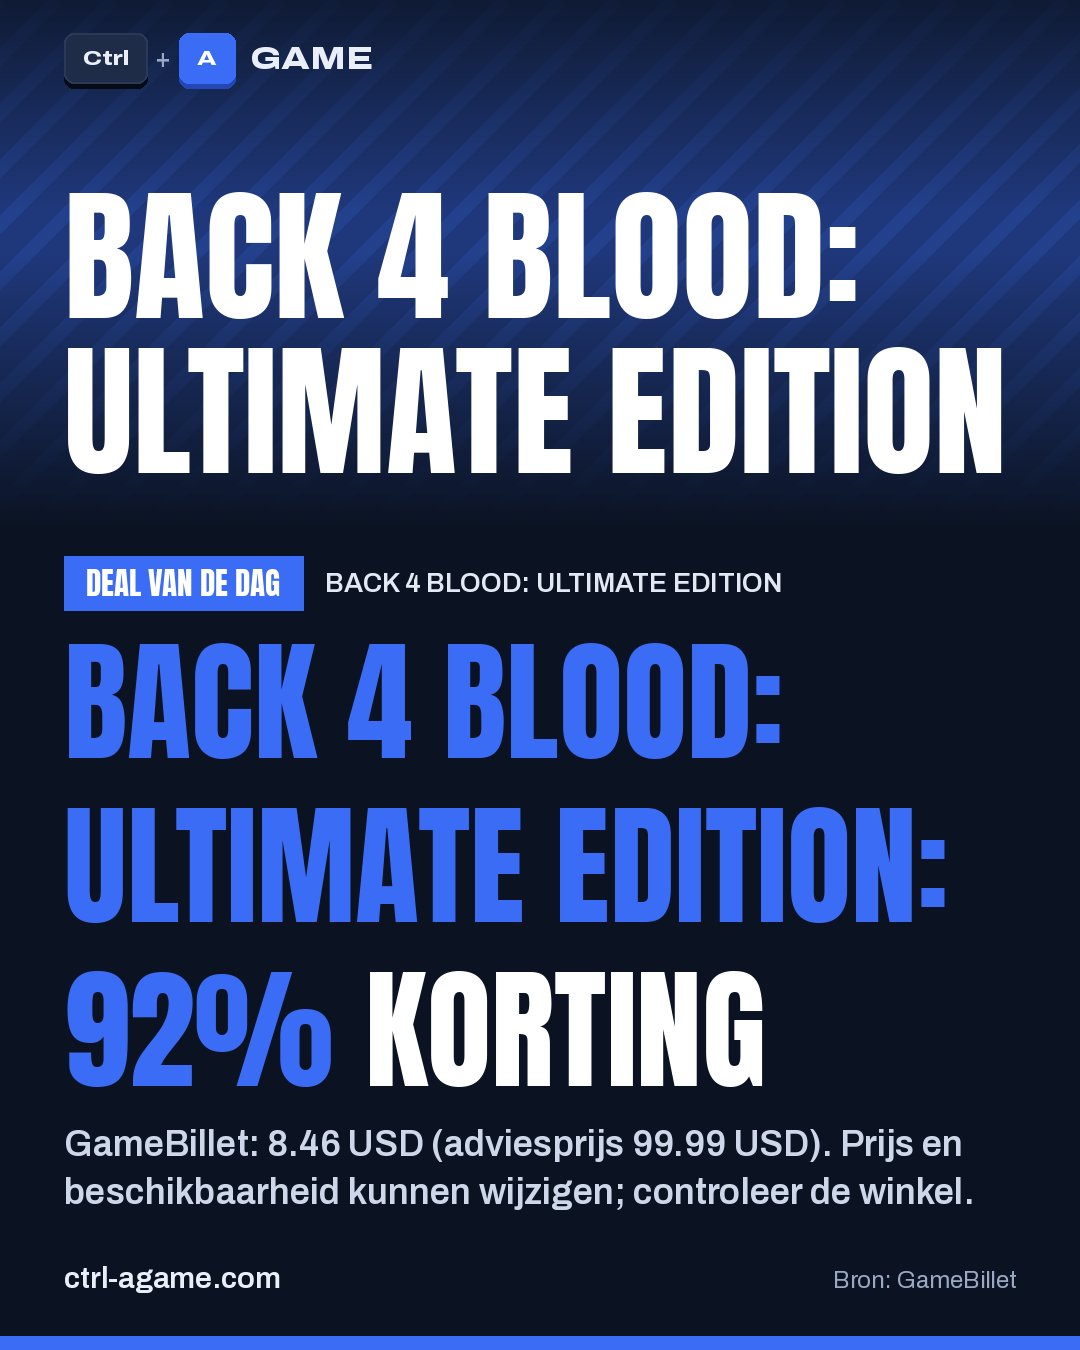 Ctrl + A GAME
BACK 4 BLOOD:
ULTIMATE EDITION
DEAL VAN DE DAG BACK 4 BLOOD: ULTIMATE EDITION
BACK 4 BLOOD:
ULTIMATE EDITION:
92% KORTING
GameBillet: 8.46 USD (adviesprijs 99.99 USD). Prijs en
beschikbaarheid kunnen wijzigen; controleer de winkel.
ctrl-agame.com Bron: GameBillet